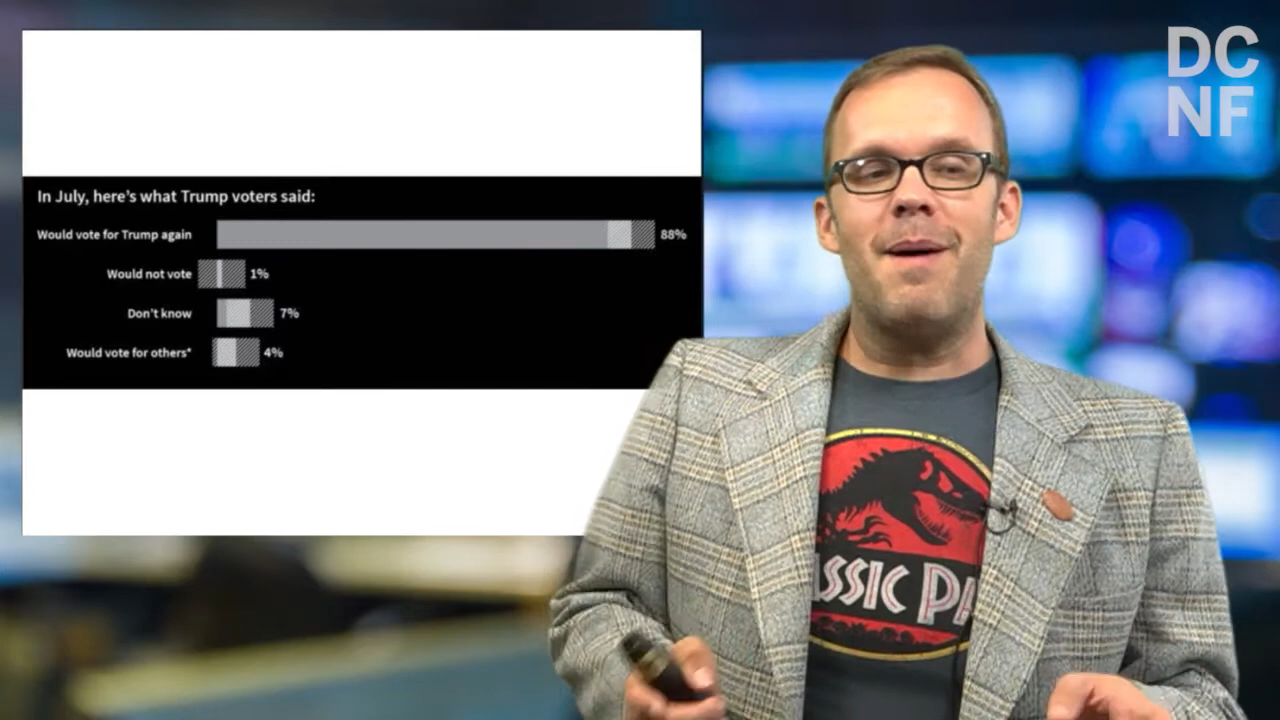 DC
NF
In July, here's what Trump voters said:
Would vote for Trump again 88%
Would not vote 1%
Don't know 7%
Would vote for others* 4%
ASSIC PA